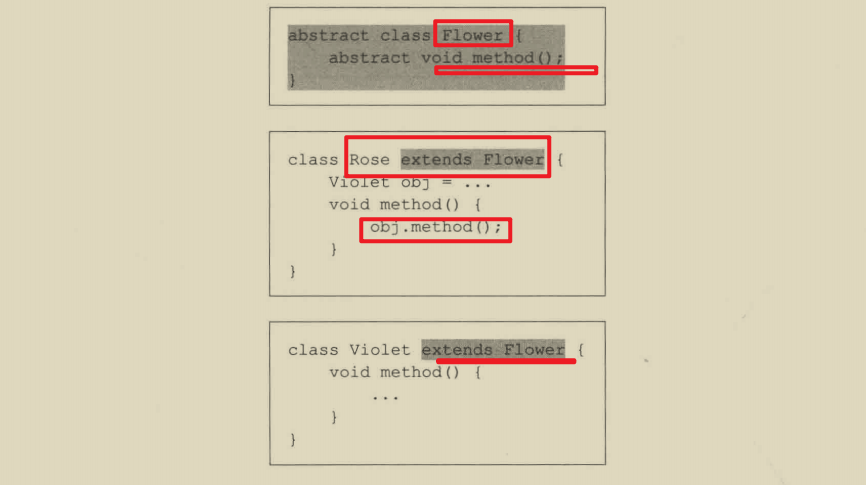 abstract class Flower {
abstract void method();
}
class Rose extends Flower {
Violet obj = ...
void method() {
obj.method();
}
}
class Violet extends Flower {
void method() {
...
}
}